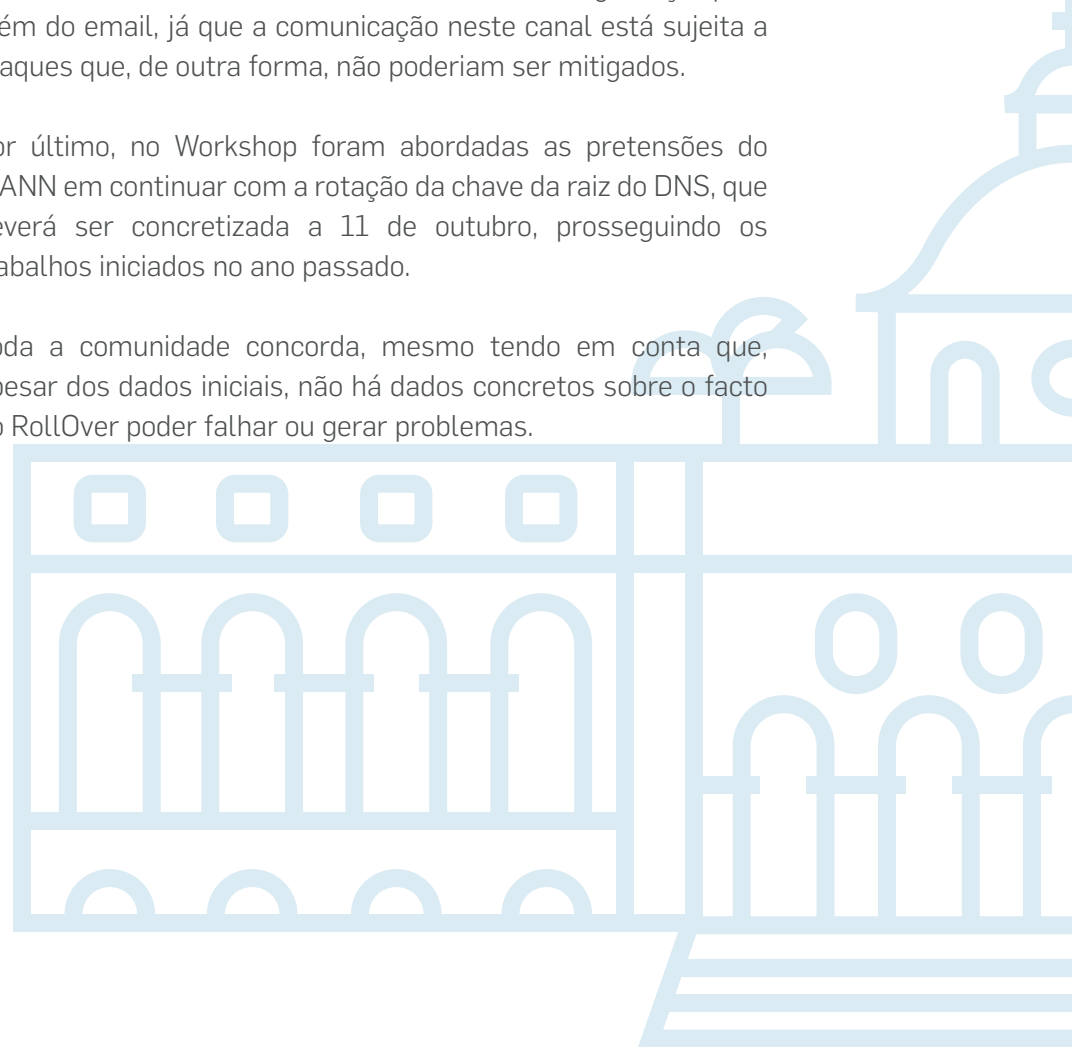 ém do email, já que a comunicação neste canal está sujeita a
aques que, de outra forma, não poderiam ser mitigados.
or último, no Workshop foram abordadas as pretensões do
ANN em continuar com a rotação da chave da raiz do DNS, que
everá ser concretizada a 11 de outubro, prosseguindo os
abalhos iniciados no ano passado.
oda a comunidade concorda, mesmo tendo em conta que,
pesar dos dados iniciais, não há dados concretos sobre o facto
o RollOver poder falhar ou gerar problemas.